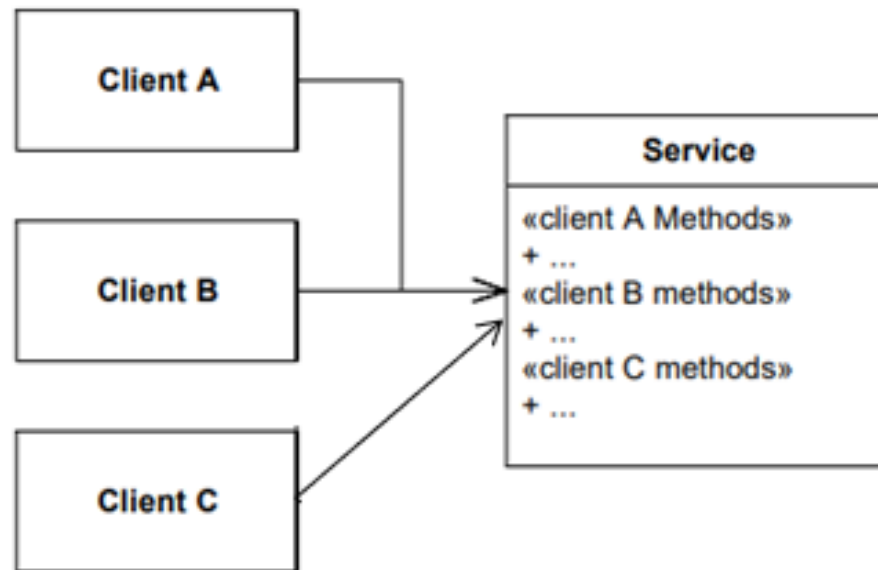 Client A
Client B
Client C
Service
«client A Methods»
+ ...
«client B methods»
+ ...
«client C methods»
+ ...